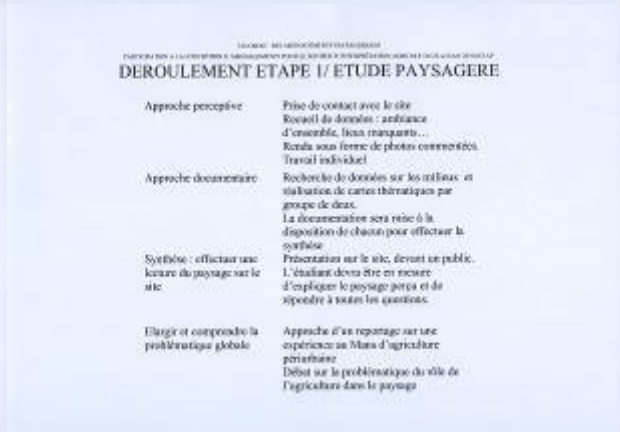 DEROULEMENT ETAPE 1/ ETUDE PAYSAGERE
Approche perceptive
Prise de contact avec le site
Recueil de données : ambiance
d'ensemble, lieux marquants…
Rendu sous forme de photos commentées.
Travail individuel
Approche documentaire
Recherche de données sur les milieux et
réalisation de cartes thématiques par
groupe de deux.
La documentation sera mise à la
disposition de chacun pour effectuer la
synthèse
Synthèse : effectuer une
lecture du paysage sur le
site
Présentation sur le site, devant un public.
L'étudiant devra être en mesure
d'expliquer le paysage perçu et de
répondre à toutes les questions.
Elargir et comprendre la
problématique globale
Approche d'un reportage sur une
expérience au Mans d'agriculture
périurbaine
Débat sur la problématique du rôle de
l'agriculture dans le paysage